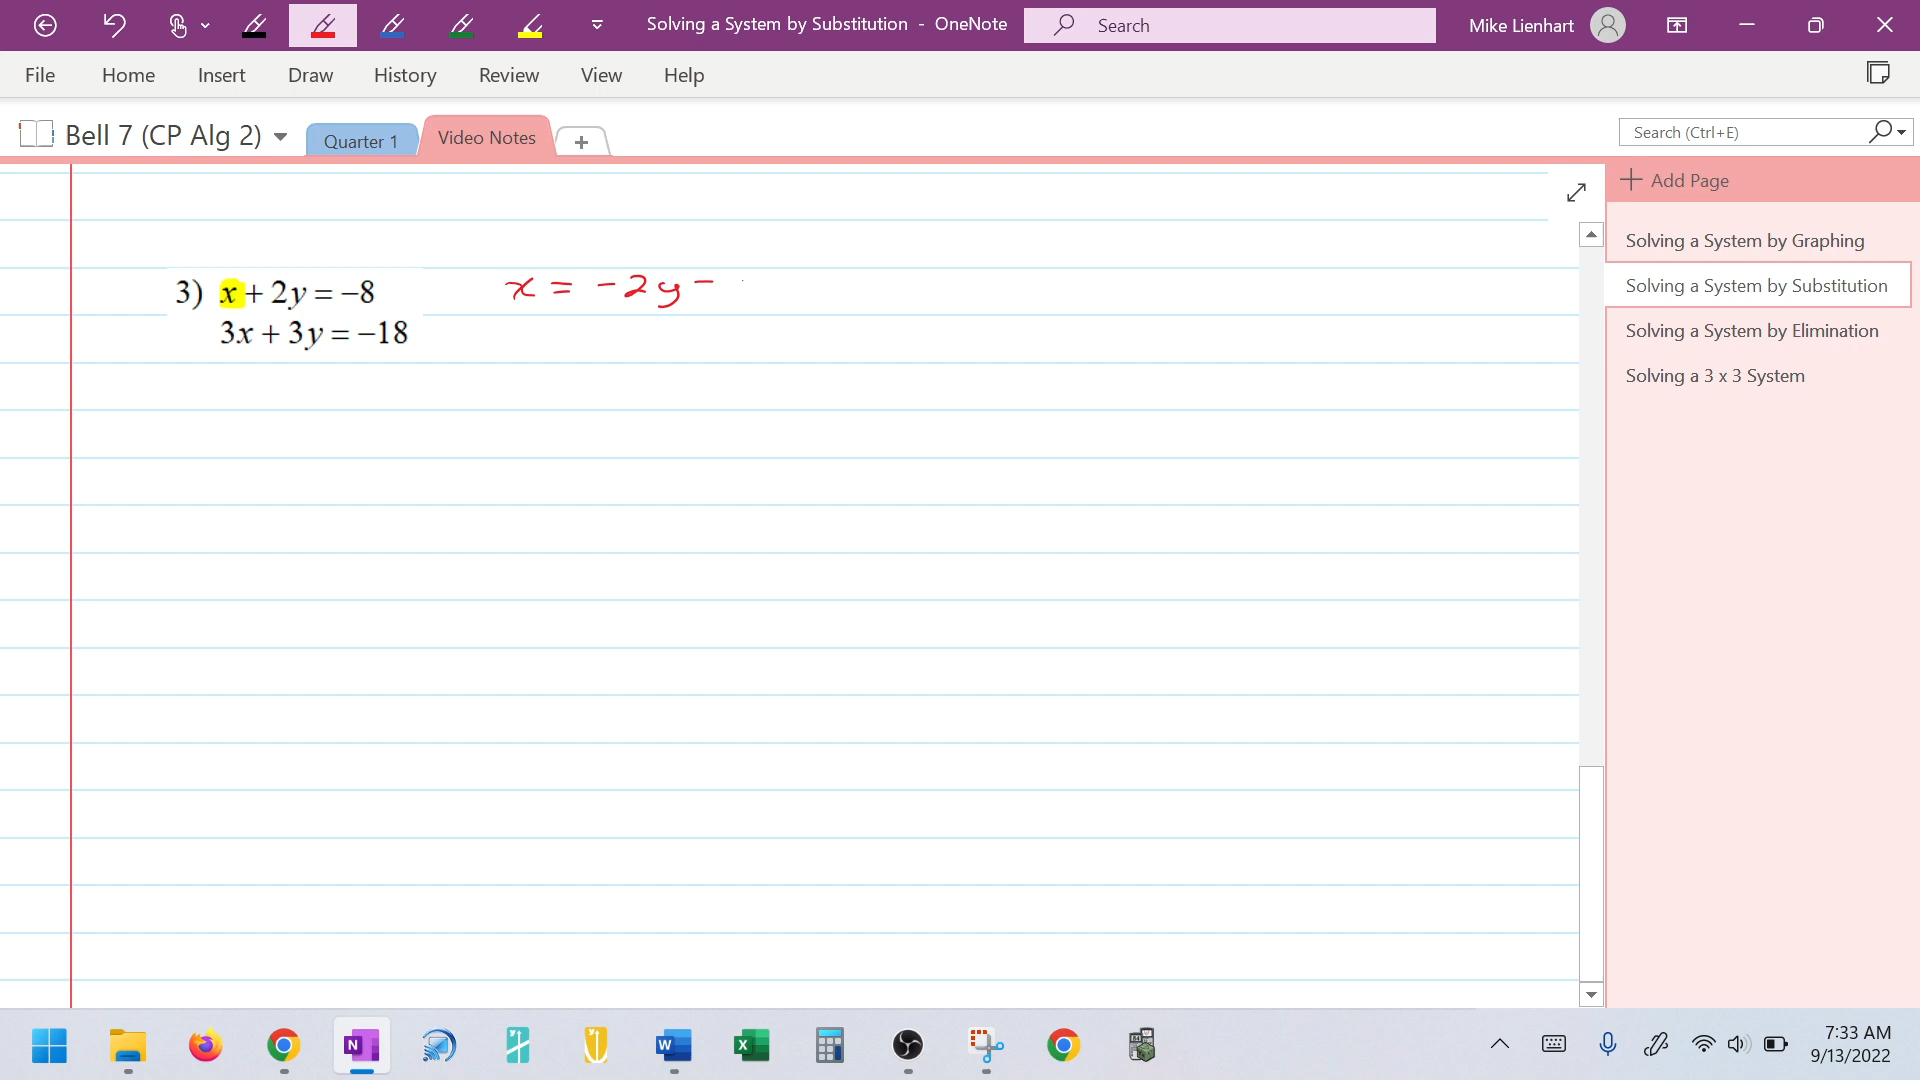 Solving a System by Substitution - OneNote
Search
Mike Lienhart
File Home Insert Draw History Review View Help
Bell 7 (CP Alg 2)
Quarter 1
Video Notes
Search (Ctrl+E)
Add Page
Solving a System by Graphing
Solving a System by Substitution
Solving a System by Elimination
Solving a 3 x 3 System
3) x + 2y = −8
3x + 3y = −18
x = -2y -
7:33 AM
9/13/2022